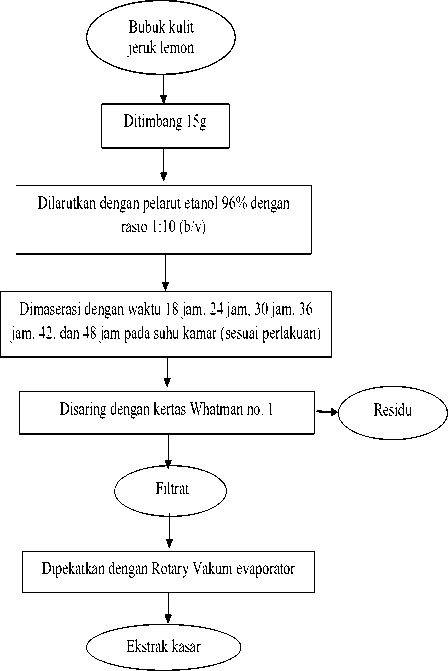 Bubuk kulit
jeruk lemon
Ditimbang 15g
Dilarutkan dengan pelarut etanol 96% dengan
rasio 1:10 (b/v)
Dimaserasi dengan waktu 18 jam, 24 jam, 30 jam, 36
jam, 42, dan 48 jam pada suhu kamar (sesuai perlakuan)
Disaring dengan kertas Whatman no. 1
Residu
Filtrat
Dipekatkan dengan Rotary Vakum evaporator
Ekstrak kasar